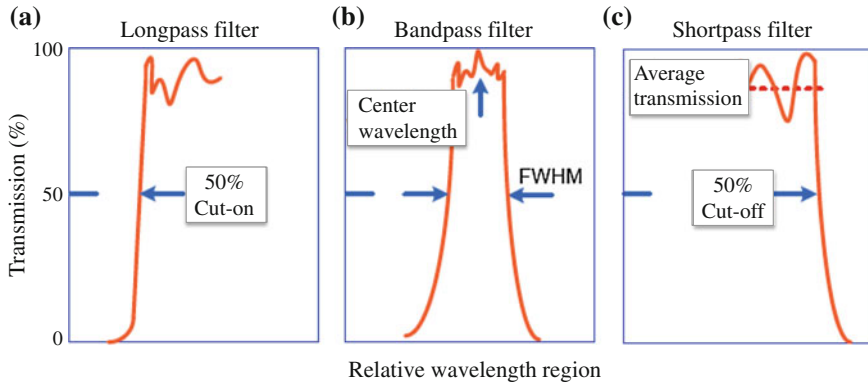 (a) Longpass filter
(b) Bandpass filter
(c) Shortpass filter
Transmission (%)
100
50
0
50%
Cut-on
Center
wavelength
FWHM
Average
transmission
50%
Cut-off
Relative wavelength region